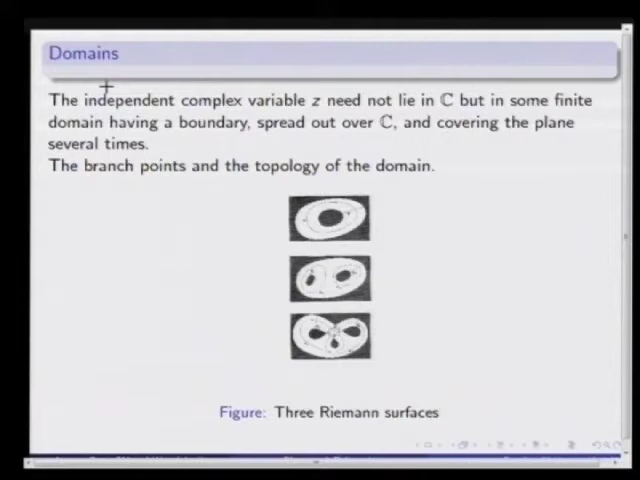 Domains
The independent complex variable z need not lie in ℂ but in some finite
domain having a boundary, spread out over ℂ, and covering the plane
several times.
The branch points and the topology of the domain.
Figure: Three Riemann surfaces